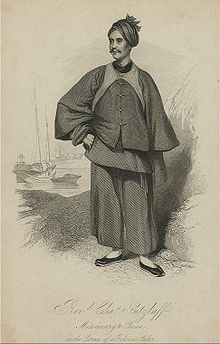 Revd. Chas. Gutzlaff.
Missionary to China
in the Dress of a Fokien Sailor.